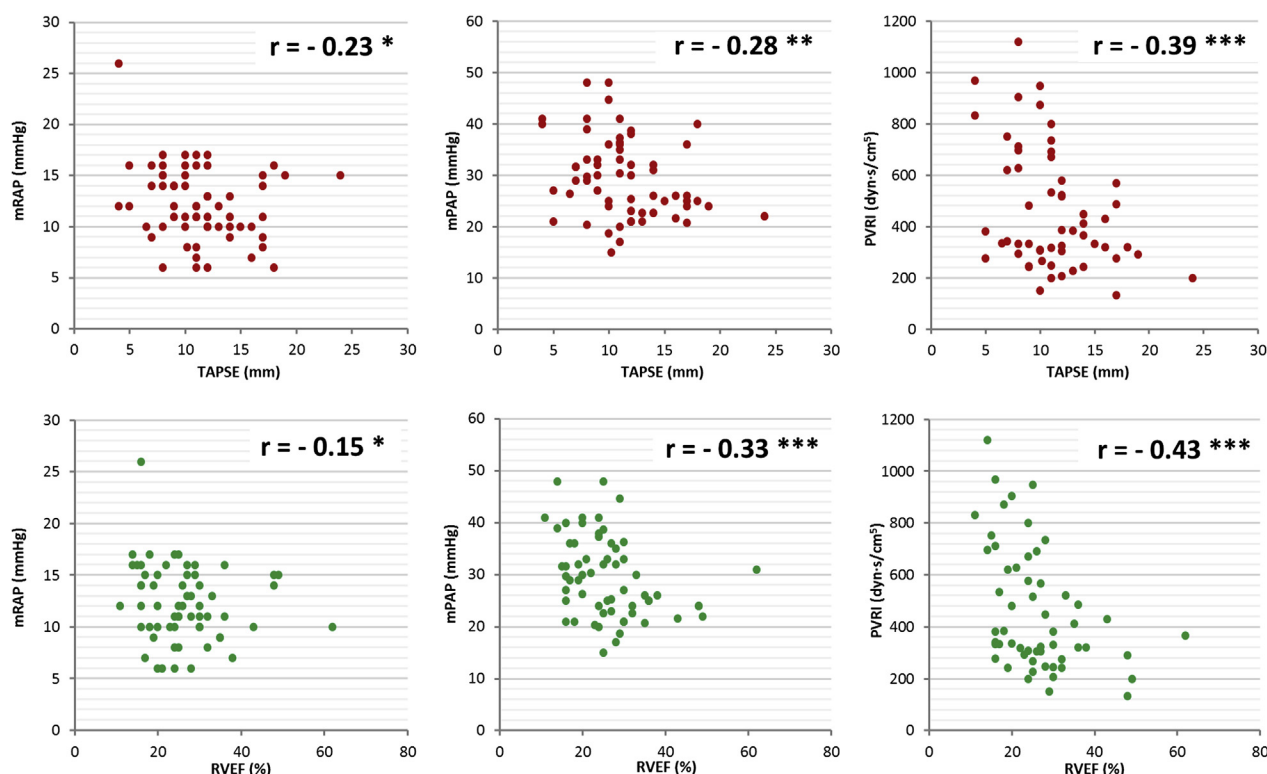 r = - 0.23 *
30
25
20
15
10
5
0
mRAP (mmHg)
0 5 10 15 20 25 30
TAPSE (mm)
r = - 0.28 **
60
50
40
30
20
10
0
mPAP (mmHg)
0 5 10 15 20 25 30
TAPSE (mm)
r = - 0.39 ***
1200
1000
800
600
400
200
0
PVRI (dyn·s/cm⁵)
0 5 10 15 20 25 30
TAPSE (mm)
r = - 0.15 *
30
25
20
15
10
5
0
mRAP (mmHg)
0 20 40 60 80
RVEF (%)
r = - 0.33 ***
60
50
40
30
20
10
0
mPAP (mmHg)
0 20 40 60 80
RVEF (%)
r = - 0.43 ***
1200
1000
800
600
400
200
0
PVRI (dyn·s/cm⁵)
0 20 40 60 80
RVEF (%)